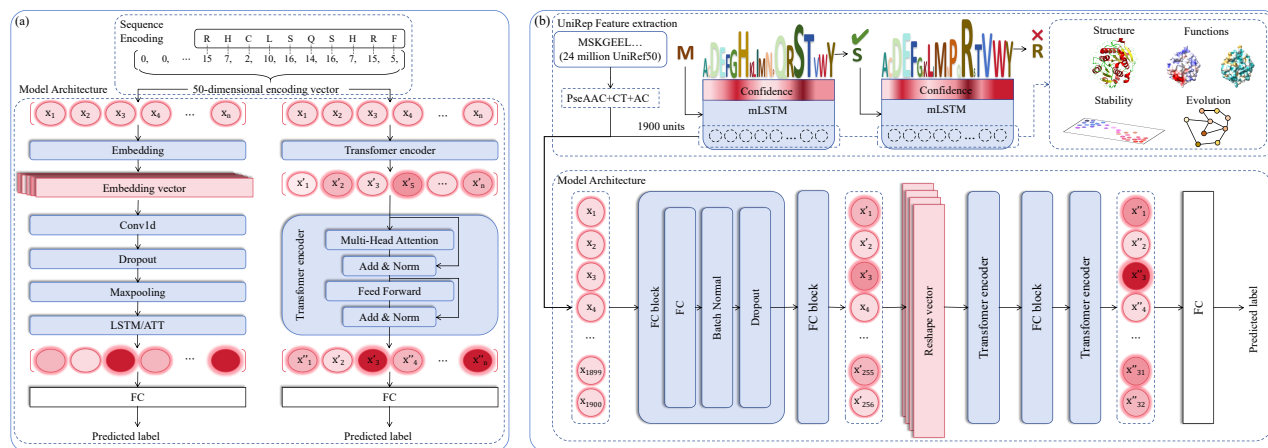 (a)
Sequence
Encoding
R H C L S Q S H R F
0, 0, ··· 15 7, 2, 10, 16, 14, 16, 7, 15, 5,
Model Architecture
50-dimensional encoding vector
x1 x2 x3 x4 ··· xn
Embedding
Embedding vector
Conv1d
Dropout
Maxpooling
LSTM/ATT
···
FC
Predicted label
x1 x2 x3 x4 ··· xn
Transfomer encoder
x'1 x'2 x'3 x'5 ··· x'n
Transfomer encoder
Multi-Head Attention
Add & Norm
Feed Forward
Add & Norm
x''1 x'2 x'3 x''4 ··· x''n
FC
Predicted label
(b)
UniRep Feature extraction
MSKGEEL…
(24 million UniRef50)
PseAAC+CT+AC
1900 units
M
S
R
Confidence
mLSTM
Confidence
mLSTM
Structure
Functions
Stability
Evolution
Model Architecture
x1
x2
x3
x4
x1899
x1900
FC block
FC
Batch Normal
Dropout
FC block
x'1
x'2
x'3
x'4
x'255
x'256
Reshape vector
Transfomer encoder
FC block
Transfomer encoder
x''1
x''2
x''3
x''4
x''31
x''32
FC
Predicted label